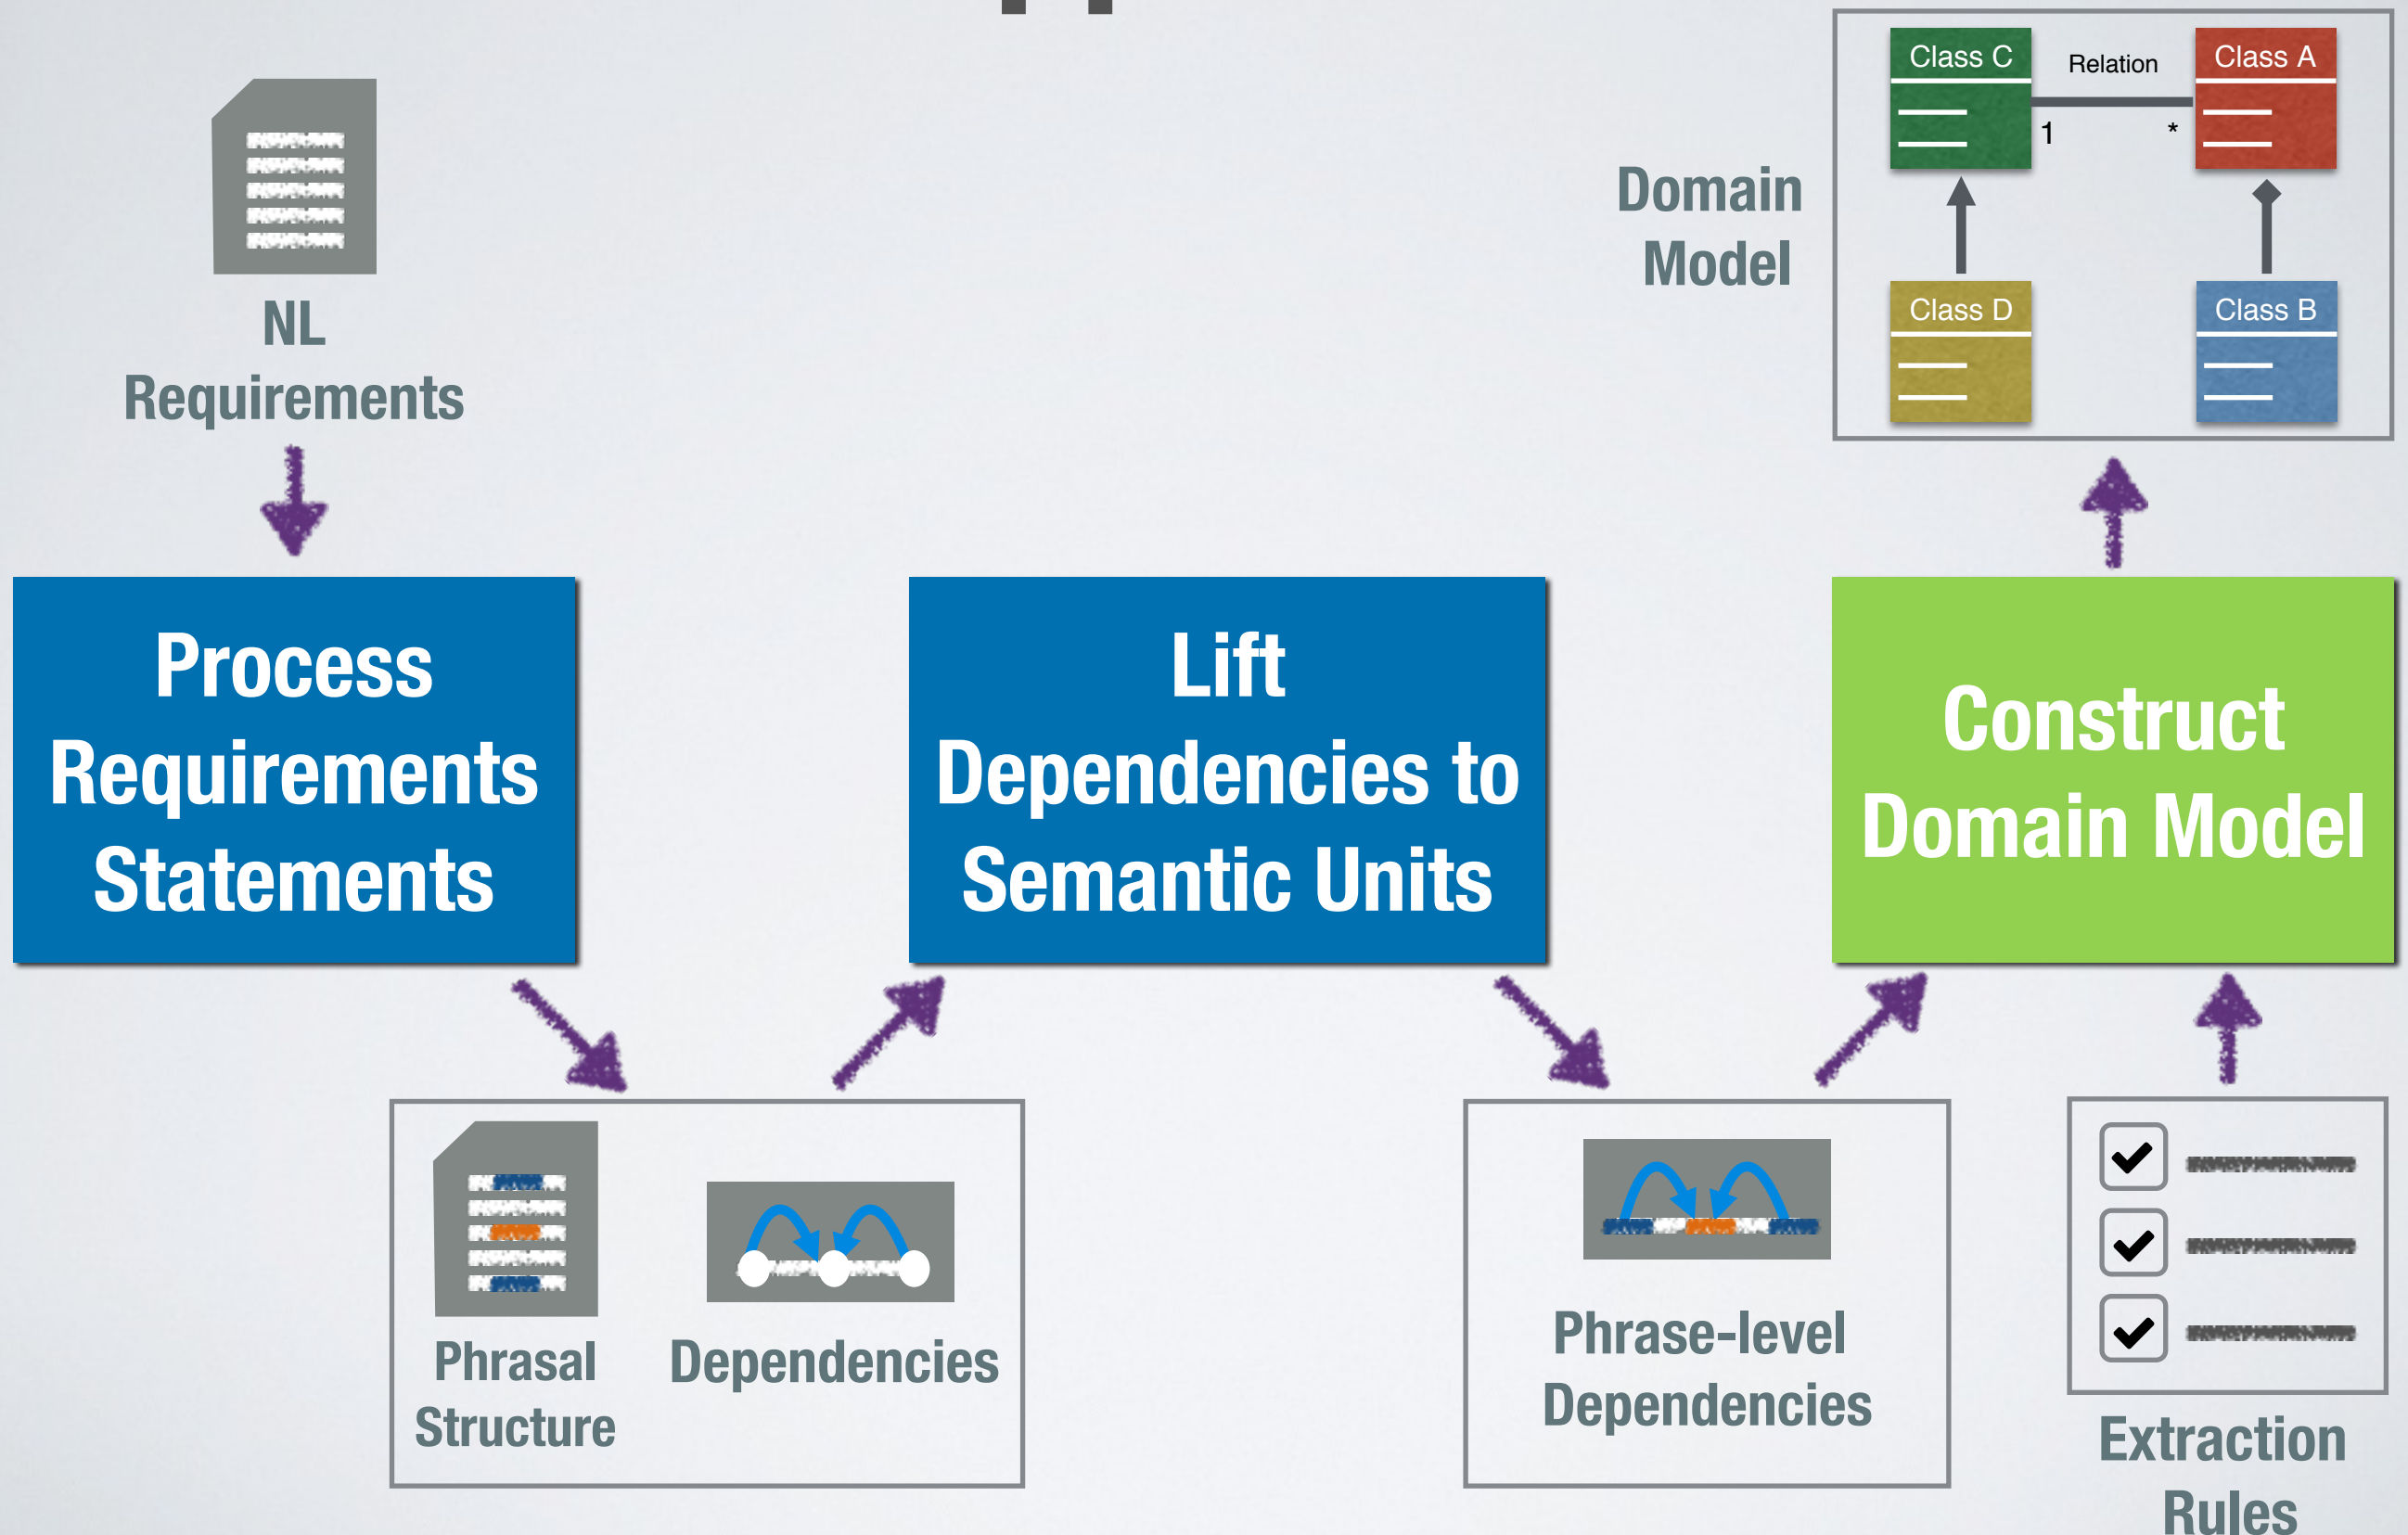 NL
Requirements
Domain
Model
Class C
Relation
Class A
1
*
Class D
Class B
Process
Requirements
Statements
Lift
Dependencies to
Semantic Units
Construct
Domain Model
Phrasal
Structure
Dependencies
Phrase-level
Dependencies
Extraction
Rules